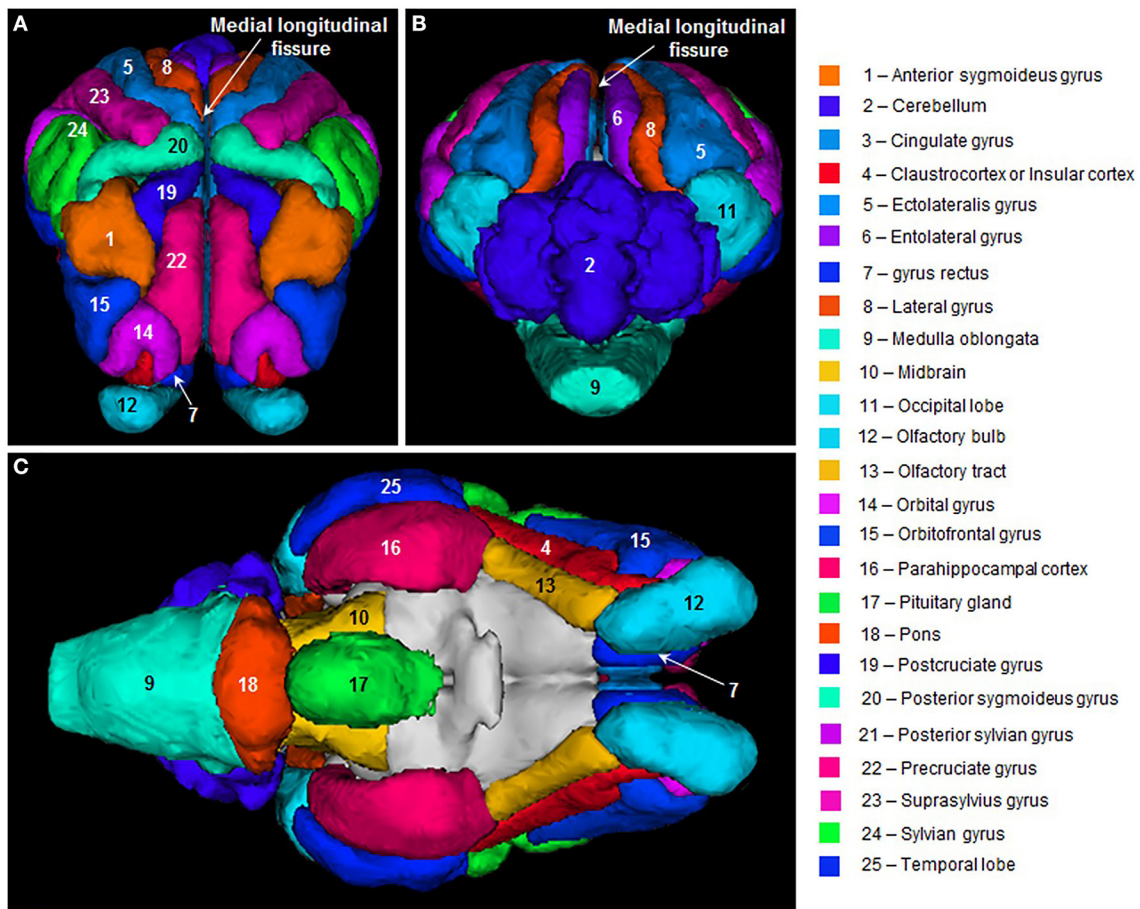 A
Medial longitudinal
fissure
5
8
23
24
20
19
1
22
15
14
12
7
B
Medial longitudinal
fissure
6
8
5
11
2
9
C
25
16
4
15
13
12
10
9
18
17
7
1 – Anterior sygmoideus gyrus
2 – Cerebellum
3 – Cingulate gyrus
4 – Claustrocortex or Insular cortex
5 – Ectolateralis gyrus
6 – Entolateral gyrus
7 – gyrus rectus
8 – Lateral gyrus
9 – Medulla oblongata
10 – Midbrain
11 – Occipital lobe
12 – Olfactory bulb
13 – Olfactory tract
14 – Orbital gyrus
15 – Orbitofrontal gyrus
16 – Parahippocampal cortex
17 – Pituitary gland
18 – Pons
19 – Postcruciate gyrus
20 – Posterior sygmoideus gyrus
21 – Posterior sylvian gyrus
22 – Precruciate gyrus
23 – Suprasylvius gyrus
24 – Sylvian gyrus
25 – Temporal lobe